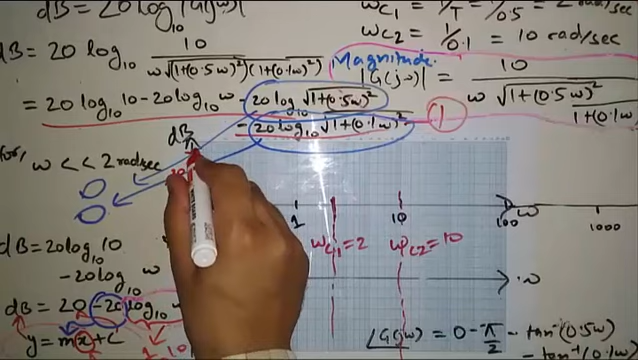 dB = 20 log₁₀ |G(jω)|
ωC1 = 1/T = 1/0.5 = 2 rad/sec
ωC2 = 1/0.1 = 10 rad/sec
dB = 20 log₁₀ 10 / ω√(1+(0.5ω)²)(1+(0.1ω)²)
Magnitude
|G(jω)| = 10 / ω √(1+(0.5ω)²) √(1+(0.1ω)²)
= 20 log₁₀ 10 - 20 log₁₀ ω - 20 log₁₀ √(1+(0.5ω)²)
- 20 log₁₀ √(1+(0.1ω)²)
1
dB
for, ω << 2 rad/sec
1 10 100 ω 1000
ωC1 = 2 ωC2 = 10
dB = 20 log₁₀ 10
- 20 log₁₀ ω
ω
dB = 20 - 20 log₁₀ ω
y = mx + c
1 10
∠G(jω) = 0 - π/2 - tan⁻¹(0.5ω)
- tan⁻¹(0.1ω)